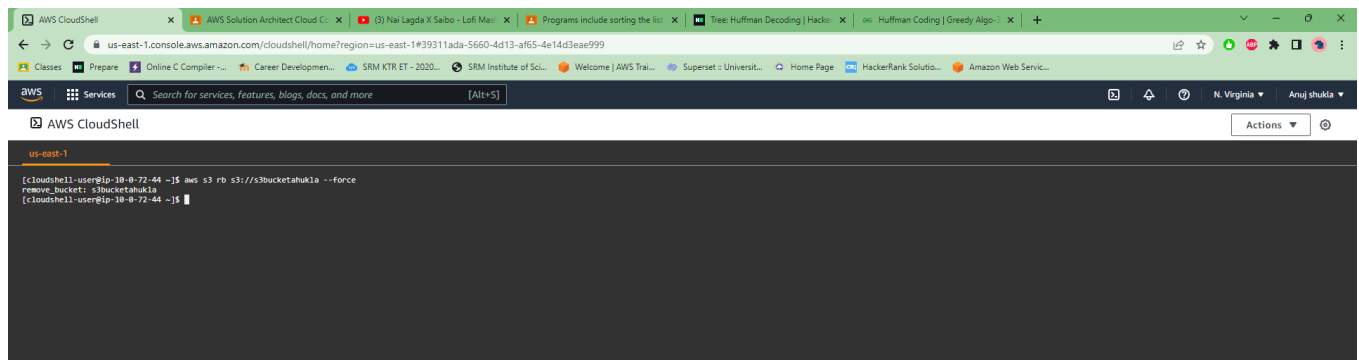 AWS CloudShell
AWS Solution Architect Cloud Co
(3) Nai Lagda X Saibo - Lofi Mash
Programs include sorting the list
Tree: Huffman Decoding | Hacker
Huffman Coding | Greedy Algo-3
us-east-1.console.aws.amazon.com/cloudshell/home?region=us-east-1#39311ada-5660-4d13-af65-4e14d3eae999
ABP
Classes
Prepare
Online C Compiler -...
Career Developmen...
SRM KTR ET - 2020...
SRM Institute of Sci...
Welcome | AWS Trai...
Superset :: Universit...
Home Page
HackerRank Solutio...
Amazon Web Servic...
aws
Services
Search for services, features, blogs, docs, and more
[Alt+S]
N. Virginia
Anuj shukla
AWS CloudShell
Actions
us-east-1
[cloudshell-user@ip-10-0-72-44 ~]$ aws s3 rb s3://s3bucketahukla --force
remove_bucket: s3bucketahukla
[cloudshell-user@ip-10-0-72-44 ~]$